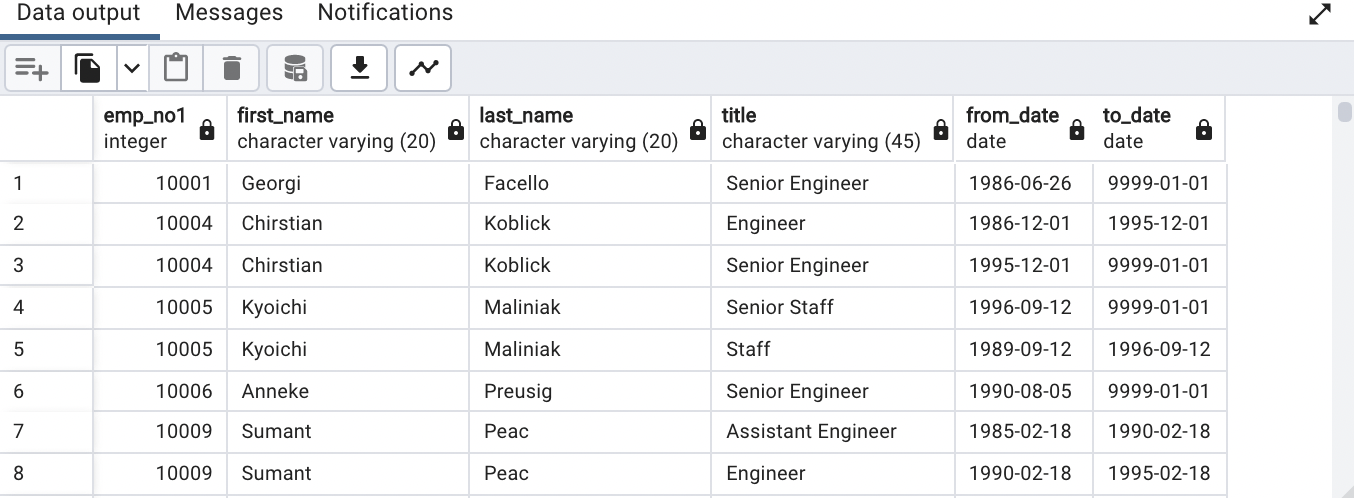 Data output Messages Notifications
emp_no1 first_name last_name title from_date to_date
integer character varying (20) character varying (20) character varying (45) date date
1 10001 Georgi Facello Senior Engineer 1986-06-26 9999-01-01
2 10004 Chirstian Koblick Engineer 1986-12-01 1995-12-01
3 10004 Chirstian Koblick Senior Engineer 1995-12-01 9999-01-01
4 10005 Kyoichi Maliniak Senior Staff 1996-09-12 9999-01-01
5 10005 Kyoichi Maliniak Staff 1989-09-12 1996-09-12
6 10006 Anneke Preusig Senior Engineer 1990-08-05 9999-01-01
7 10009 Sumant Peac Assistant Engineer 1985-02-18 1990-02-18
8 10009 Sumant Peac Engineer 1990-02-18 1995-02-18